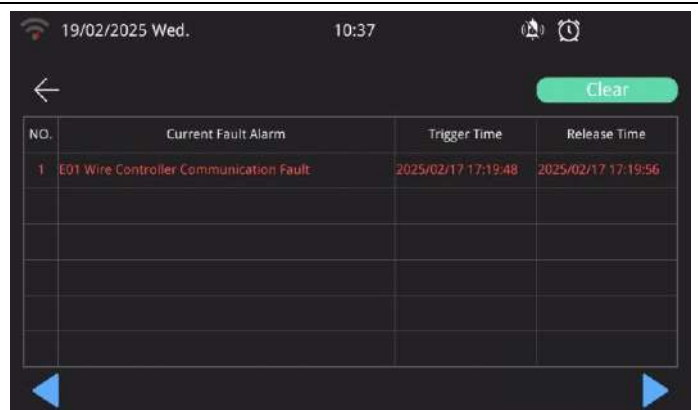 19/02/2025 Wed. 10:37
Clear
NO. Current Fault Alarm Trigger Time Release Time
1 E01 Wire Controller Communication Fault 2025/02/17 17:19:48 2025/02/17 17:19:56